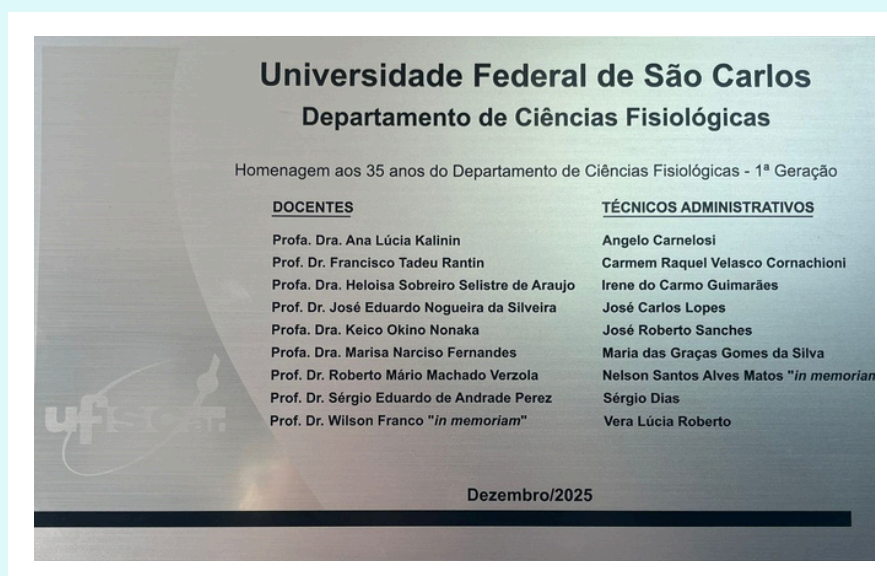 Universidade Federal de São Carlos
Departamento de Ciências Fisiológicas
Homenagem aos 35 anos do Departamento de Ciências Fisiológicas - 1ª Geração
DOCENTES
Profa. Dra. Ana Lúcia Kalinin
Prof. Dr. Francisco Tadeu Rantin
Profa. Dra. Heloisa Sobreiro Selistre de Araujo
Prof. Dr. José Eduardo Nogueira da Silveira
Profa. Dra. Keico Okino Nonaka
Profa. Dra. Marisa Narciso Fernandes
Prof. Dr. Roberto Mário Machado Verzola
Prof. Dr. Sérgio Eduardo de Andrade Perez
Prof. Dr. Wilson Franco "in memoriam"
TÉCNICOS ADMINISTRATIVOS
Angelo Carnelosi
Carmem Raquel Velasco Cornachioni
Irene do Carmo Guimarães
José Carlos Lopes
José Roberto Sanches
Maria das Graças Gomes da Silva
Nelson Santos Alves Matos "in memoriam
Sérgio Dias
Vera Lúcia Roberto
Dezembro/2025